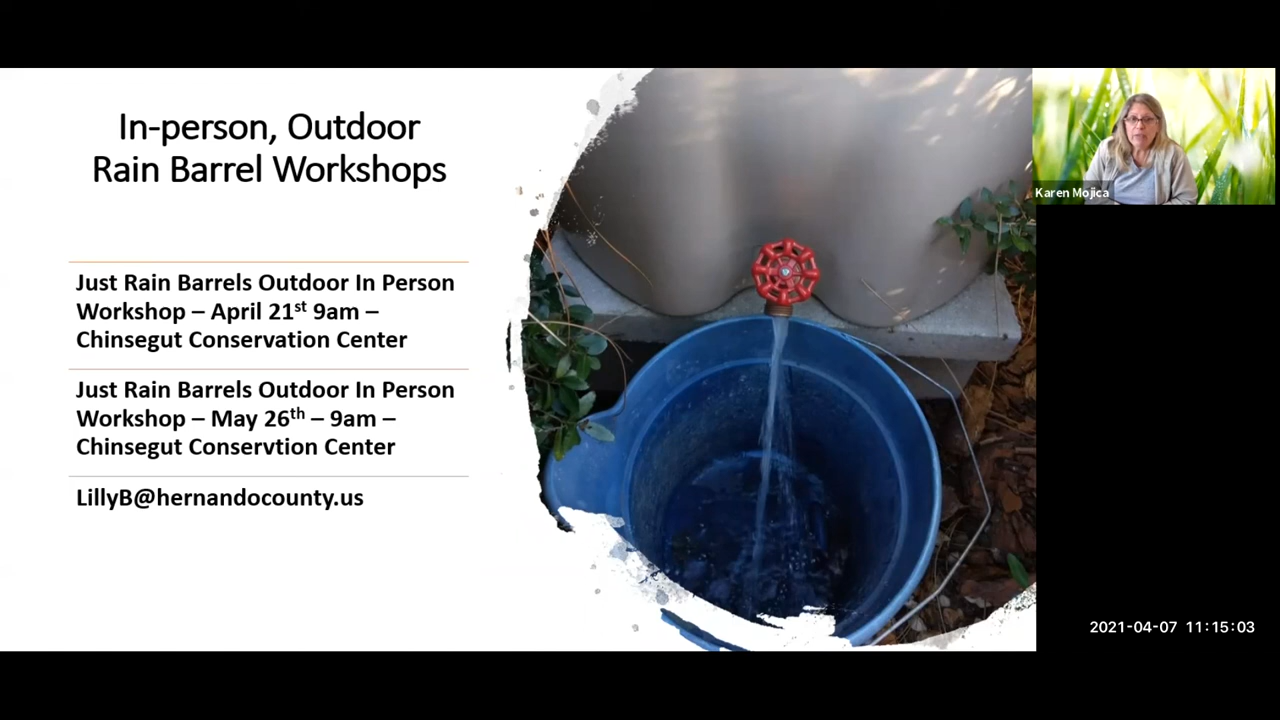 In-person, Outdoor
Rain Barrel Workshops
Just Rain Barrels Outdoor In Person
Workshop – April 21st 9am –
Chinsegut Conservation Center
Just Rain Barrels Outdoor In Person
Workshop – May 26th – 9am –
Chinsegut Conservtion Center
LillyB@hernandocounty.us
Karen Mojica
2021-04-07 11:15:03